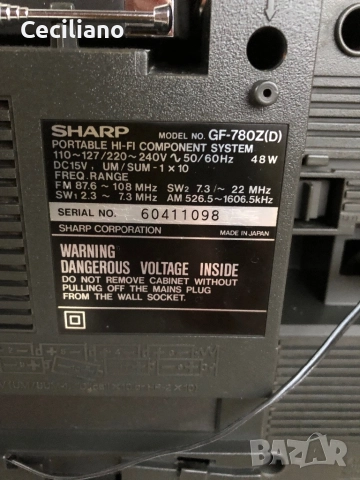 Ceciliano
SHARP MODEL NO. GF-780Z(D)
PORTABLE HI-FI COMPONENT SYSTEM
110~127/220~240V ∿ 50/60Hz 48W
DC15V, UM/SUM-1×10
FREQ. RANGE
FM 87.6~108 MHz SW2 7.3~22 MHz
SW1 2.3~7.3 MHz AM 526.5~1606.5kHz
SERIAL NO. 60411098
SHARP CORPORATION MADE IN JAPAN
WARNING
DANGEROUS VOLTAGE INSIDE
DO NOT REMOVE CABINET WITHOUT
PULLING OFF THE MAINS PLUG
FROM THE WALL SOCKET.
BAZAR